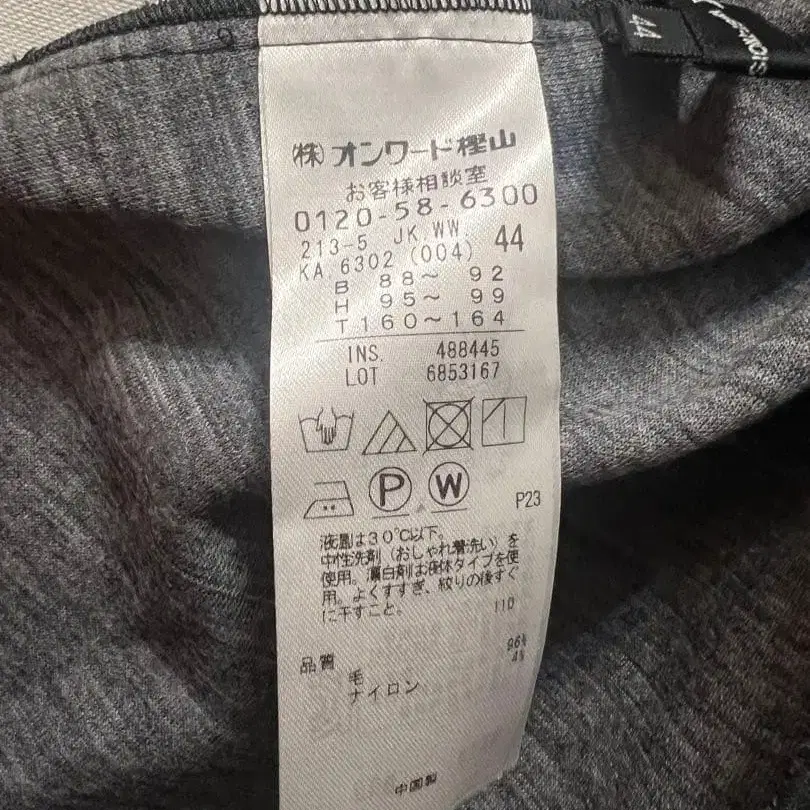 44
㈱オンワード樫山
お客様相談室
0120-58-6300
213-5 JK.WW 44
KA.6302 (004)
B 88～ 92
H 95～ 99
T 160～164
INS. 488445
LOT 6853167
P W
P23
液温は30℃以下。
中性洗剤（おしゃれ着洗い）を
使用。漂白剤は液体タイプを使
用。よくすすぎ、絞りの後すぐ
に干すこと。 110
品質 96%
毛 4%
ナイロン
中国製